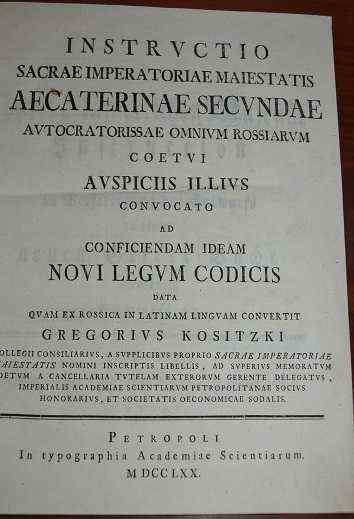 INSTRVCTIO
SACRAE IMPERATORIAE MAIESTATIS
AECATERINAE SECVNDAE
AVTOCRATORISSAE OMNIVM ROSSIARVM
COETVI
AVSPICIIS ILLIVS
CONVOCATO
AD
CONFICIENDAM IDEAM
NOVI LEGVM CODICIS
DATA
QVAM EX ROSSICA IN LATINAM LINGVAM CONVERTIT
GREGORIVS KOSITZKI
OLLEGII CONSILIARIVS, A SVPPLICIBVS PROPRIO SACRAE IMPERATORIAE
MAIESTATIS NOMINI INSCRIPTIS LIBELLIS, AD SVPERIVS MEMORATVM
OETVM A CANCELLARIA TVTELAM EXTERORVM GERENTE DELEGATVS,
IMPERIALIS ACADEMIAE SCIENTIARVM PETROPOLITANAE SOCIVS
HONORARIVS, ET SOCIETATIS OECONOMICAE SODALIS.
PETROPOLI
In typographia Academiae Scientiarum.
MDCCLXX.